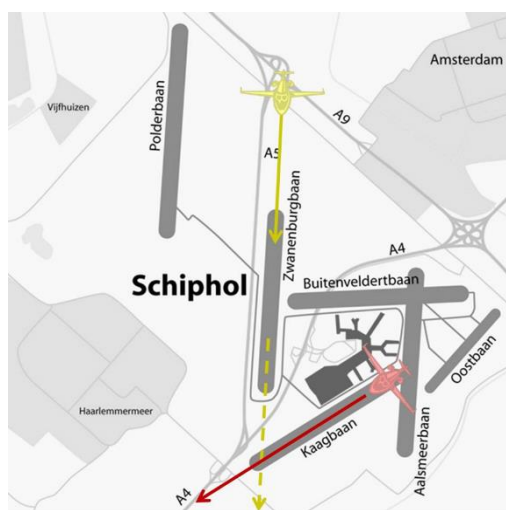 Amsterdam
Vijfhuizen
Polderbaan
A9
A5
Zwanenburgbaan
A4
Schiphol
Buitenveldertbaan
Oostbaan
Haarlemmermeer
Kaagbaan
Aalsmeerbaan
A4